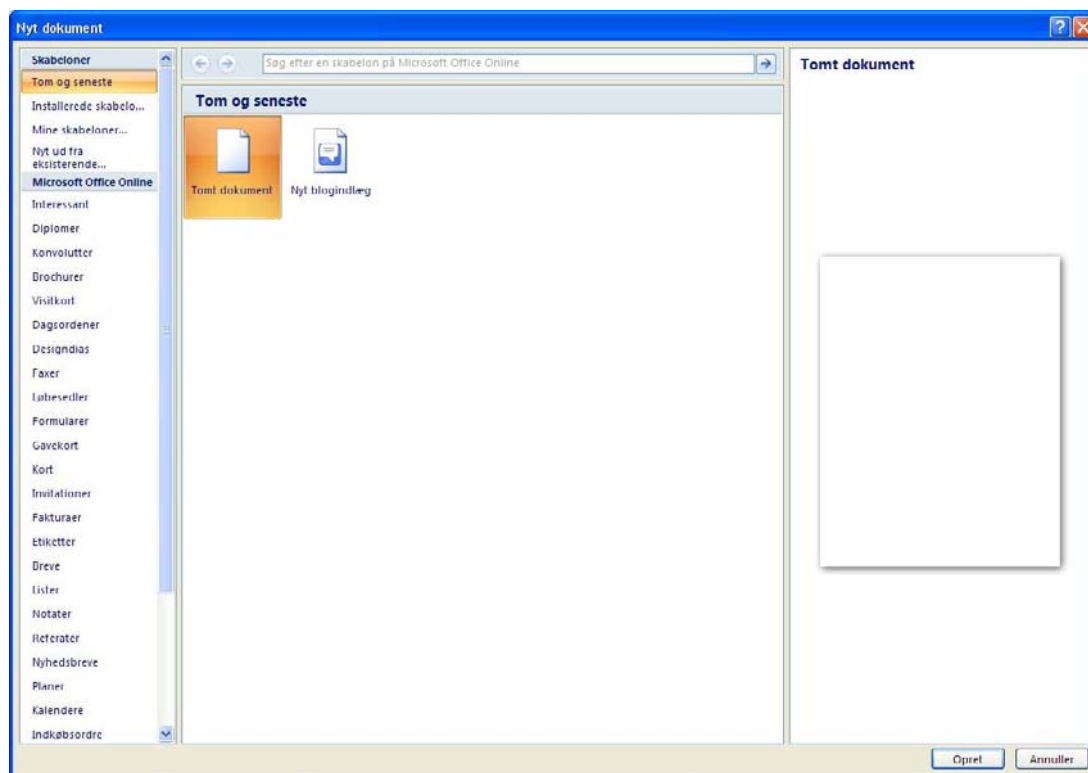 Nyt dokument
Skabeloner
Tom og seneste
Installerede skabelo...
Mine skabeloner...
Nyt ud fra
eksisterende...
Microsoft Office Online
Interessant
Diplomer
Konvolutter
Brochurer
Visitkort
Dagsordener
Designdias
Faxer
Løbesedler
Formularer
Gavekort
Kort
Invitationer
Fakturaer
Etiketter
Breve
Lister
Notater
Referater
Nyhedsbreve
Planer
Kalendere
Indkøbsordre
Søg efter en skabelon på Microsoft Office Online
Tom og seneste
Tomt dokument
Nyt blogindlæg
Tomt dokument
Opret
Annuller